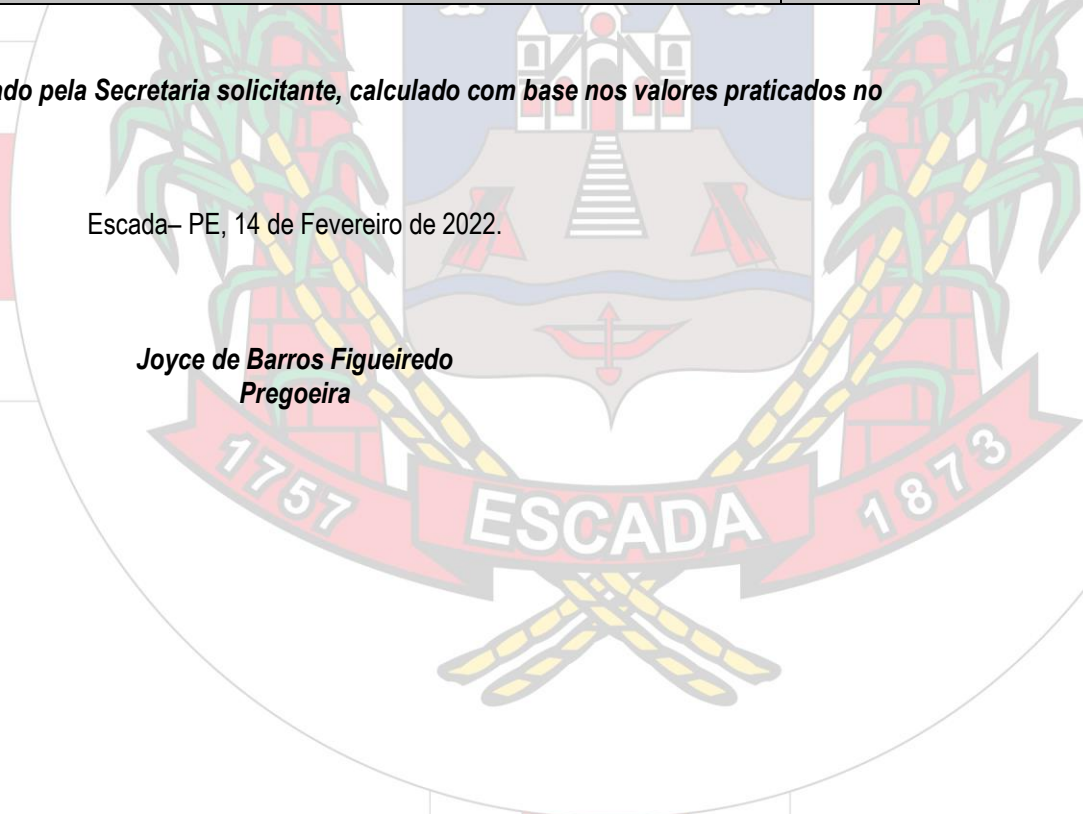 do pela Secretaria solicitante, calculado com base nos valores praticados no
Escada– PE, 14 de Fevereiro de 2022.
Joyce de Barros Figueiredo
Pregoeira
1757
ESCADA
1873